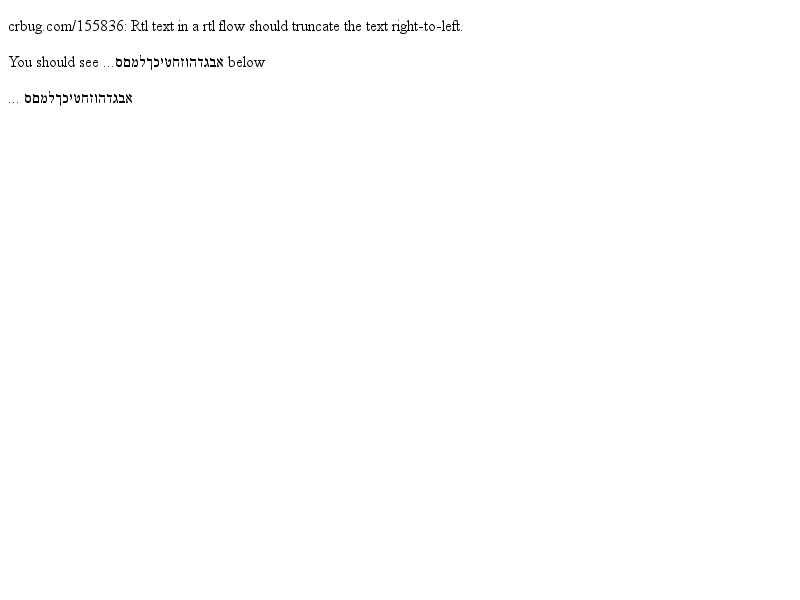 crbug.com/155836: Rtl text in a rtl flow should truncate the text right-to-left.
You should see אבגדהוזחטיכךלמםס... below
אבגדהוזחטיכךלמםס ...